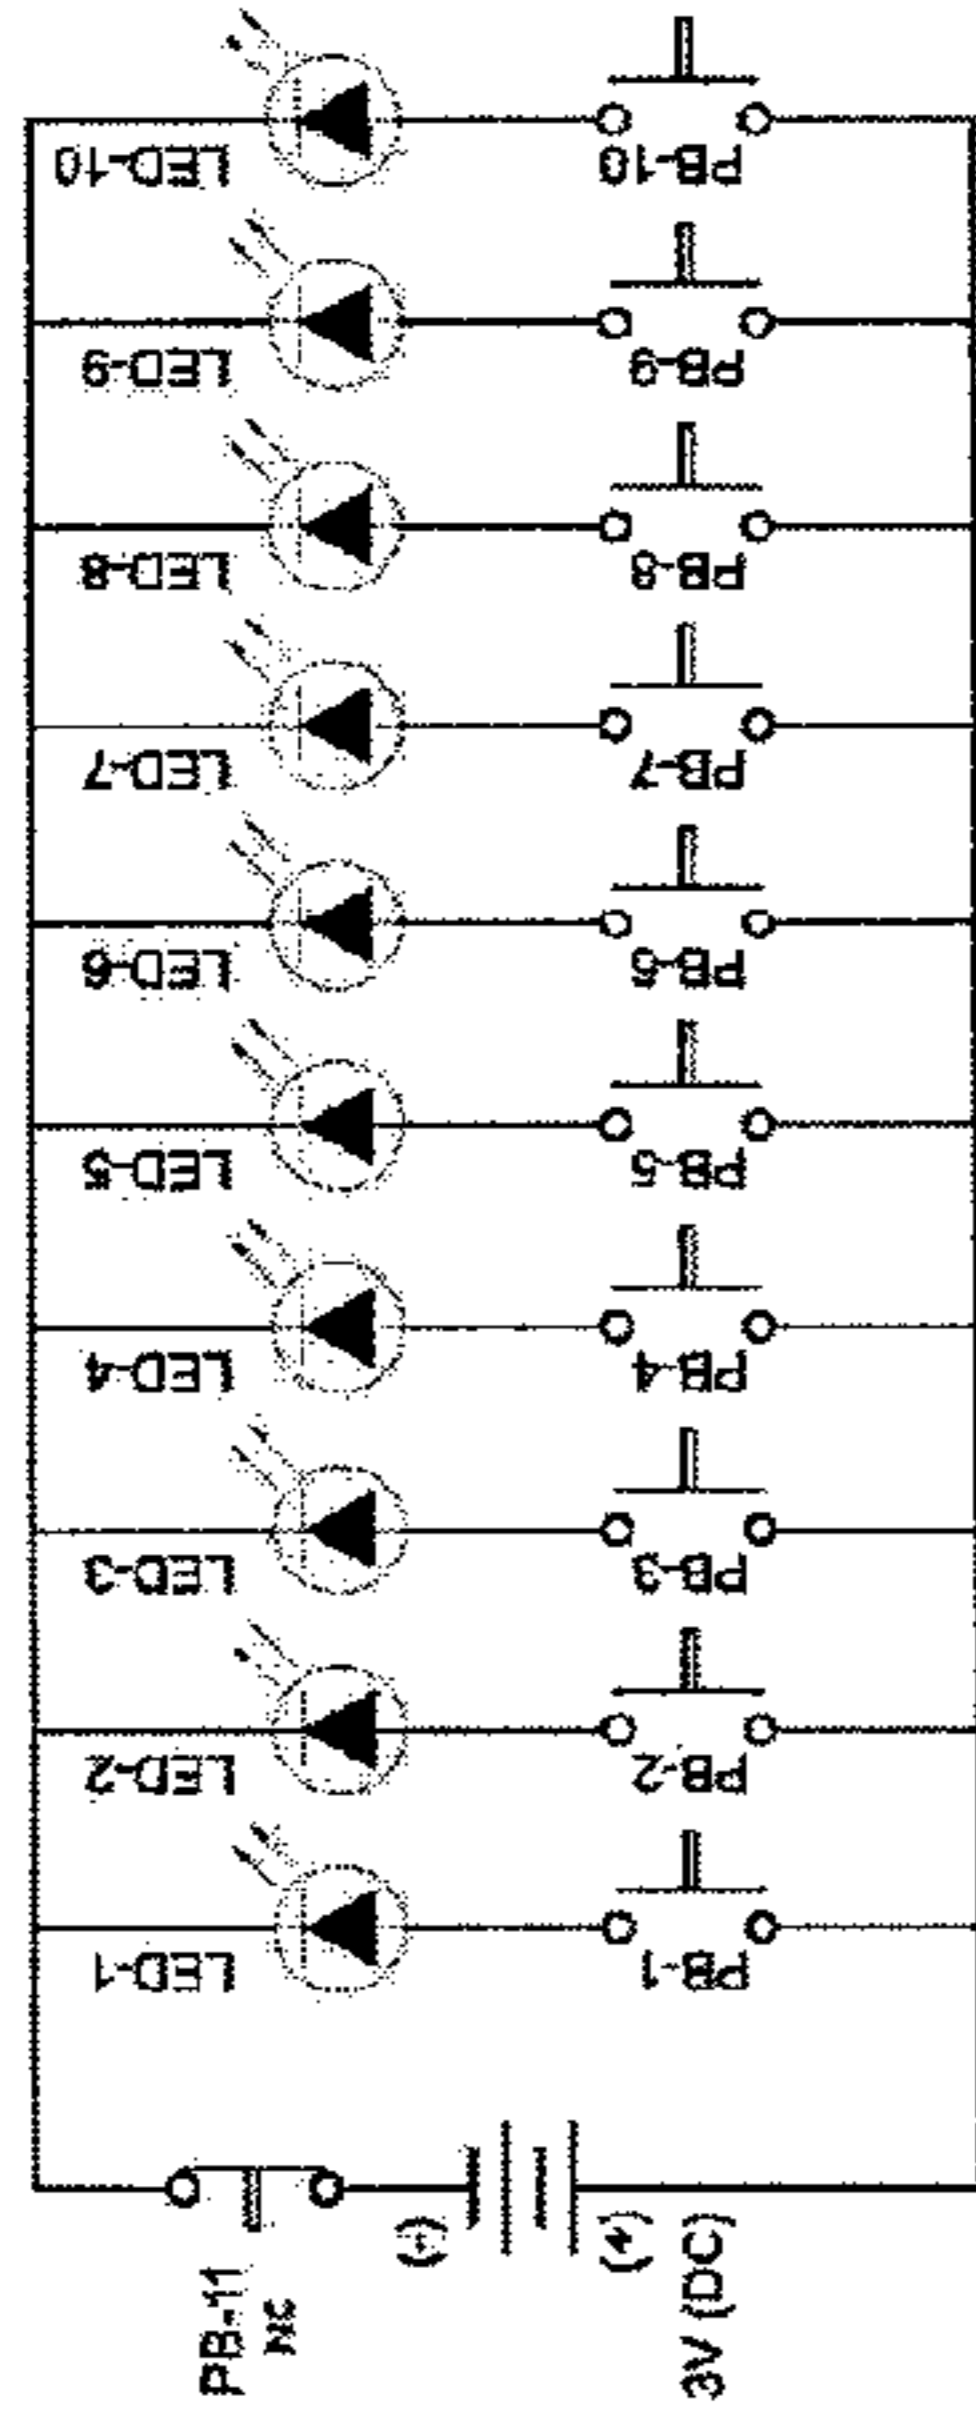 LED-10
PB-10
LED-9
PB-9
LED-8
PB-8
LED-7
PB-7
LED-6
PB-6
LED-5
PB-5
LED-4
PB-4
LED-3
PB-3
LED-2
PB-2
LED-1
PB-1
PB-11
NC
(-)
(+)
3V (DC)